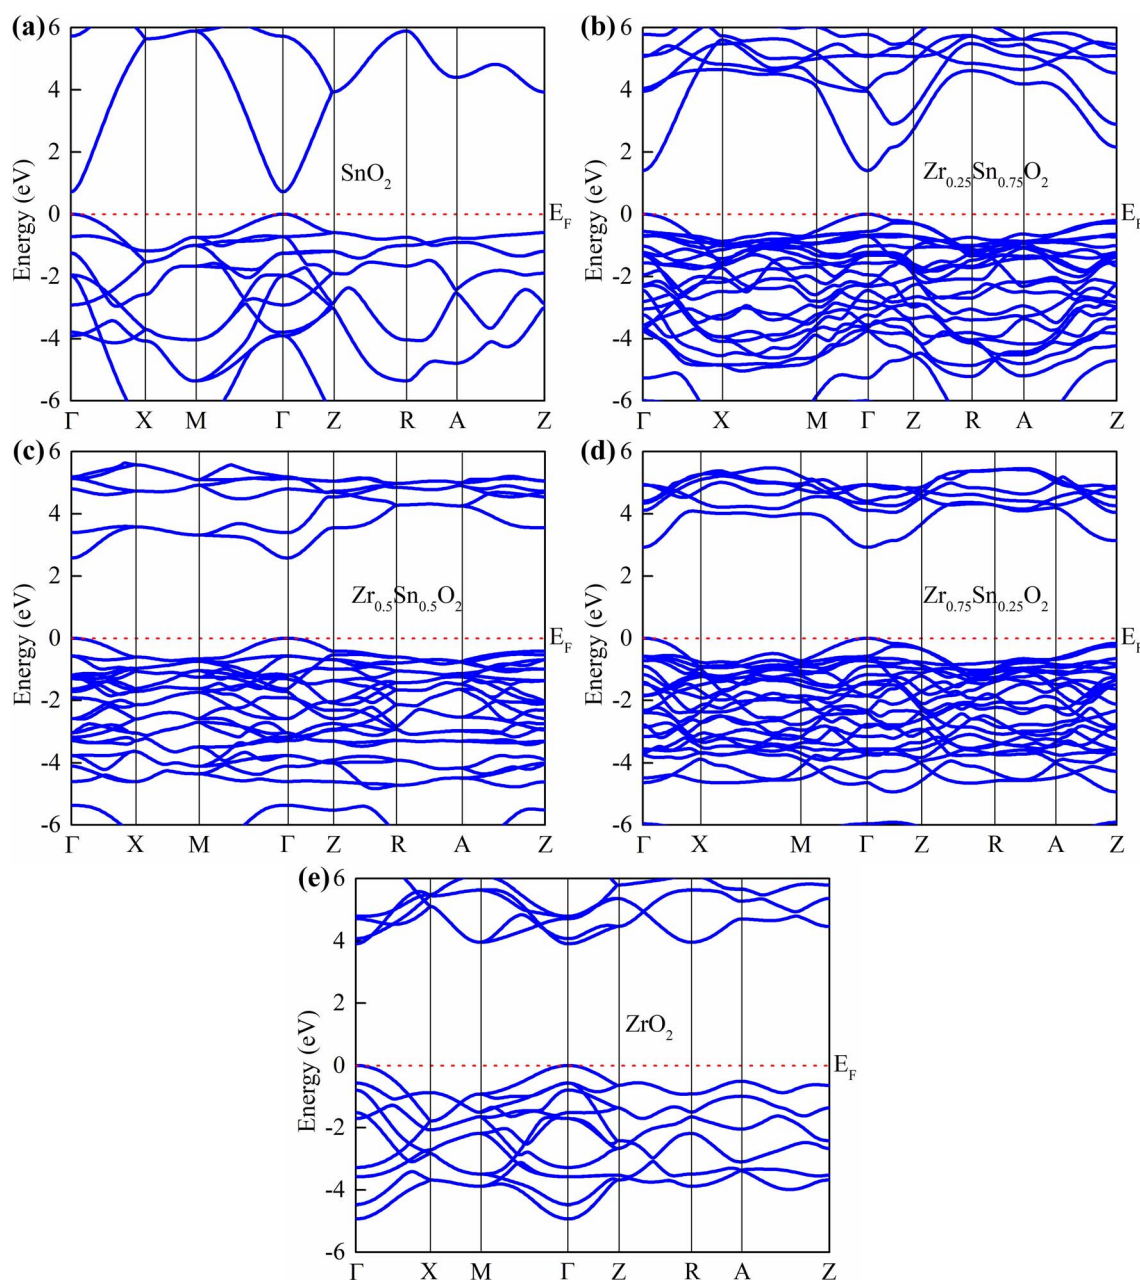 (a)
6
4
2
0
-2
-4
-6
Energy (eV)
SnO2
EF
Γ X M Γ Z R A Z
(b)
6
4
2
0
-2
-4
-6
Energy (eV)
Zr0.25Sn0.75O2
EF
Γ X M Γ Z R A Z
(c)
6
4
2
0
-2
-4
-6
Energy (eV)
Zr0.5Sn0.5O2
EF
Γ X M Γ Z R A Z
(d)
6
4
2
0
-2
-4
-6
Energy (eV)
Zr0.75Sn0.25O2
EF
Γ X M Γ Z R A Z
(e)
6
4
2
0
-2
-4
-6
Energy (eV)
ZrO2
EF
Γ X M Γ Z R A Z